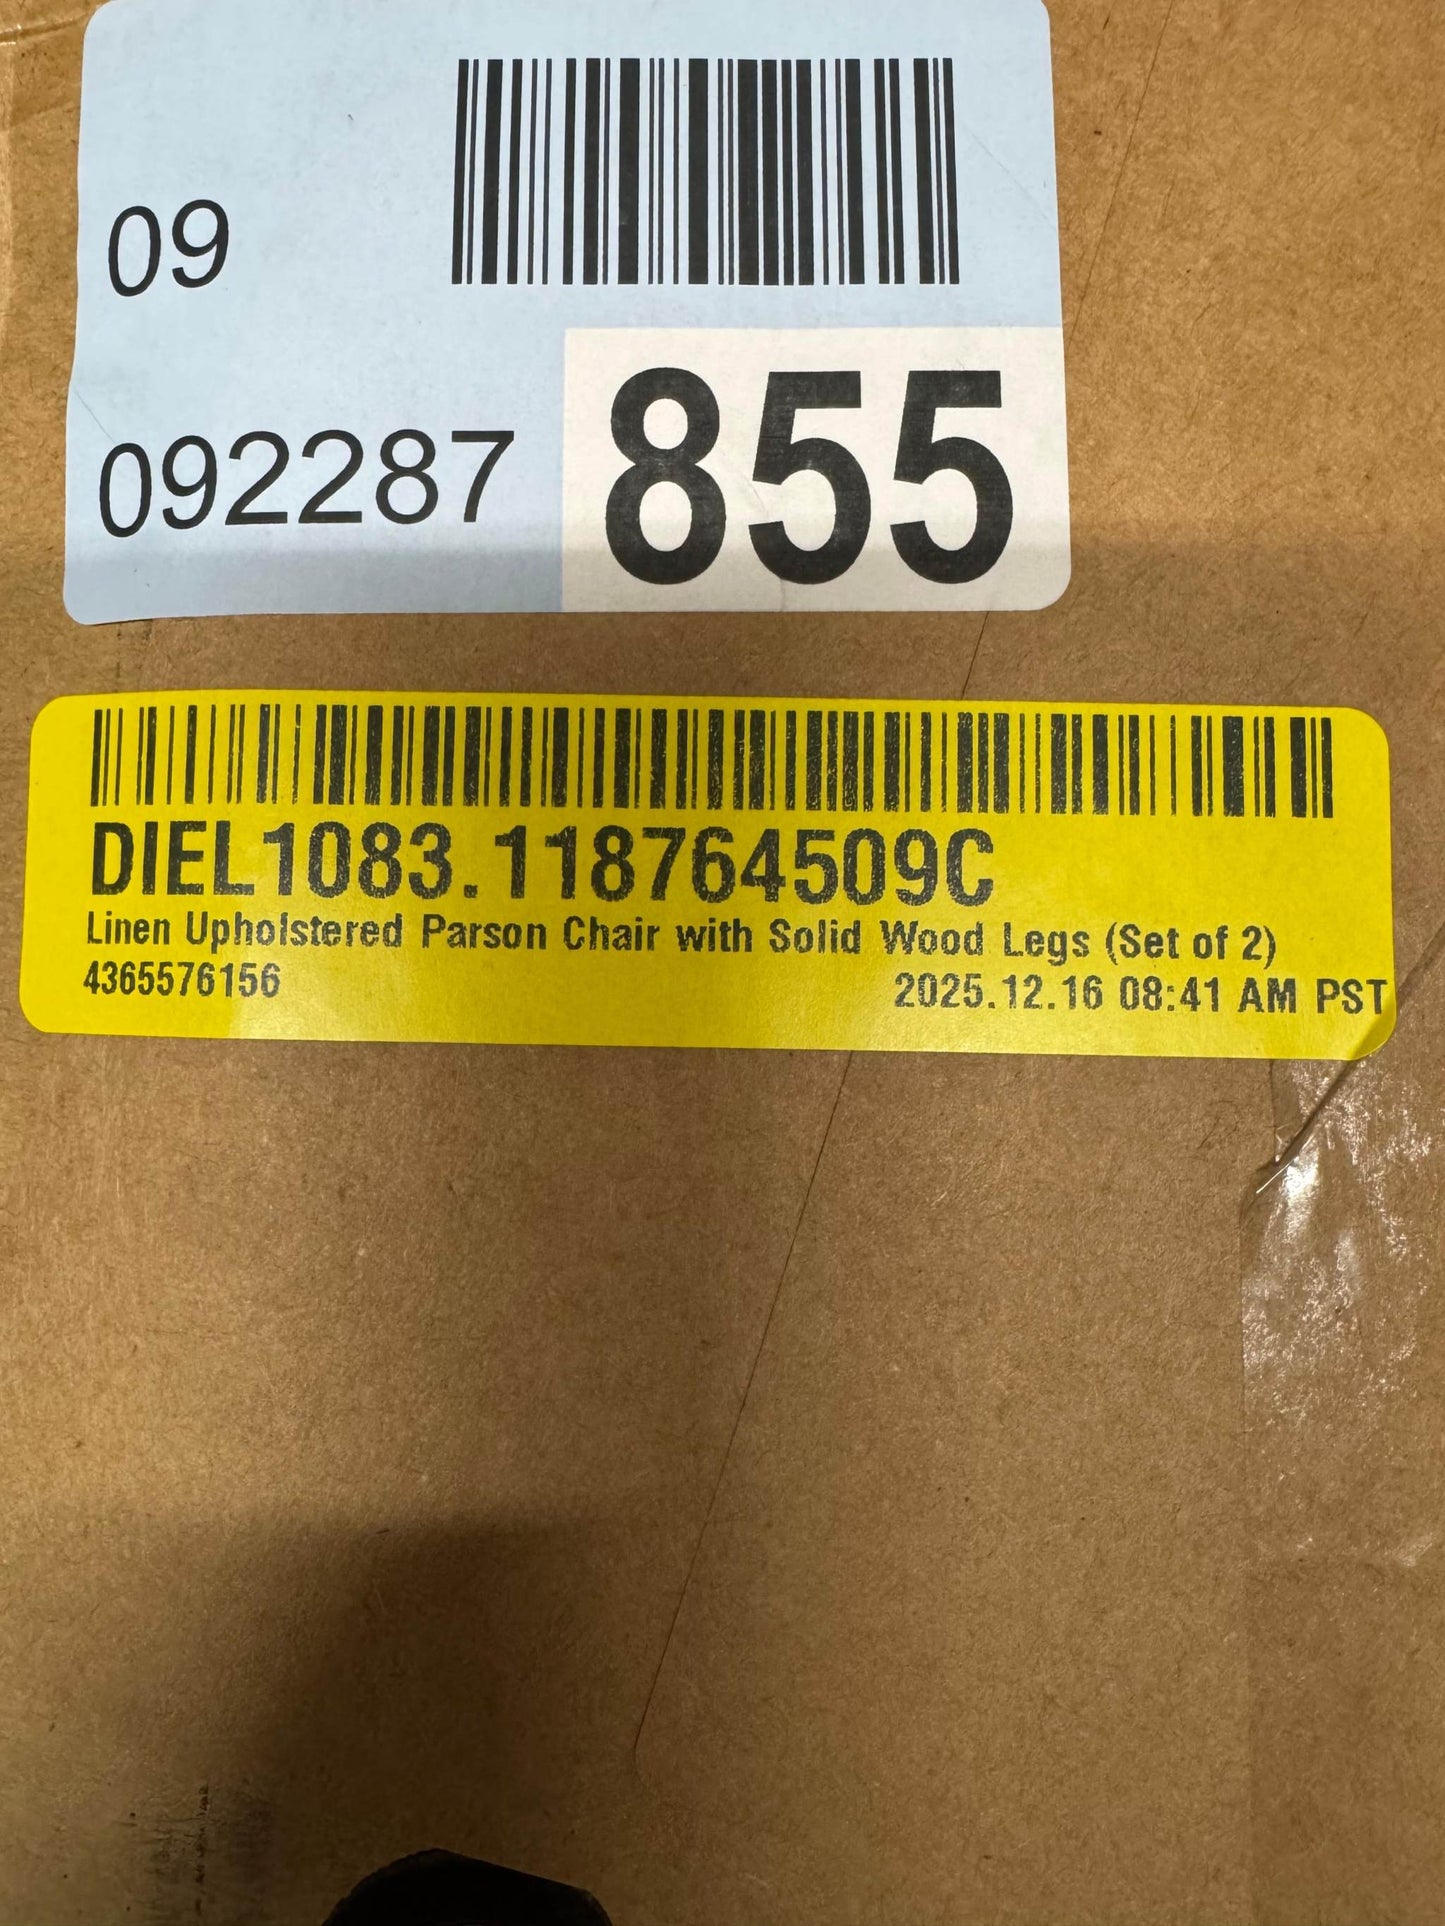 09
092287 855
DIEL1083.118764509C
Linen Upholstered Parson Chair with Solid Wood Legs (Set of 2)
4365576156 2025.12.16 08:41 AM PST